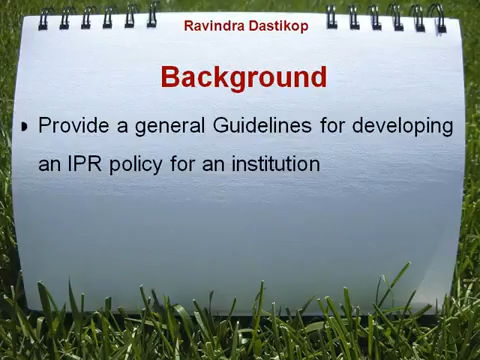 Ravindra Dastikop
Background
Provide a general Guidelines for developing
an IPR policy for an institution